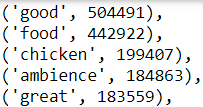 ('good', 504491),
('food', 442922),
('chicken', 199407),
('ambience', 184863),
('great', 183559),